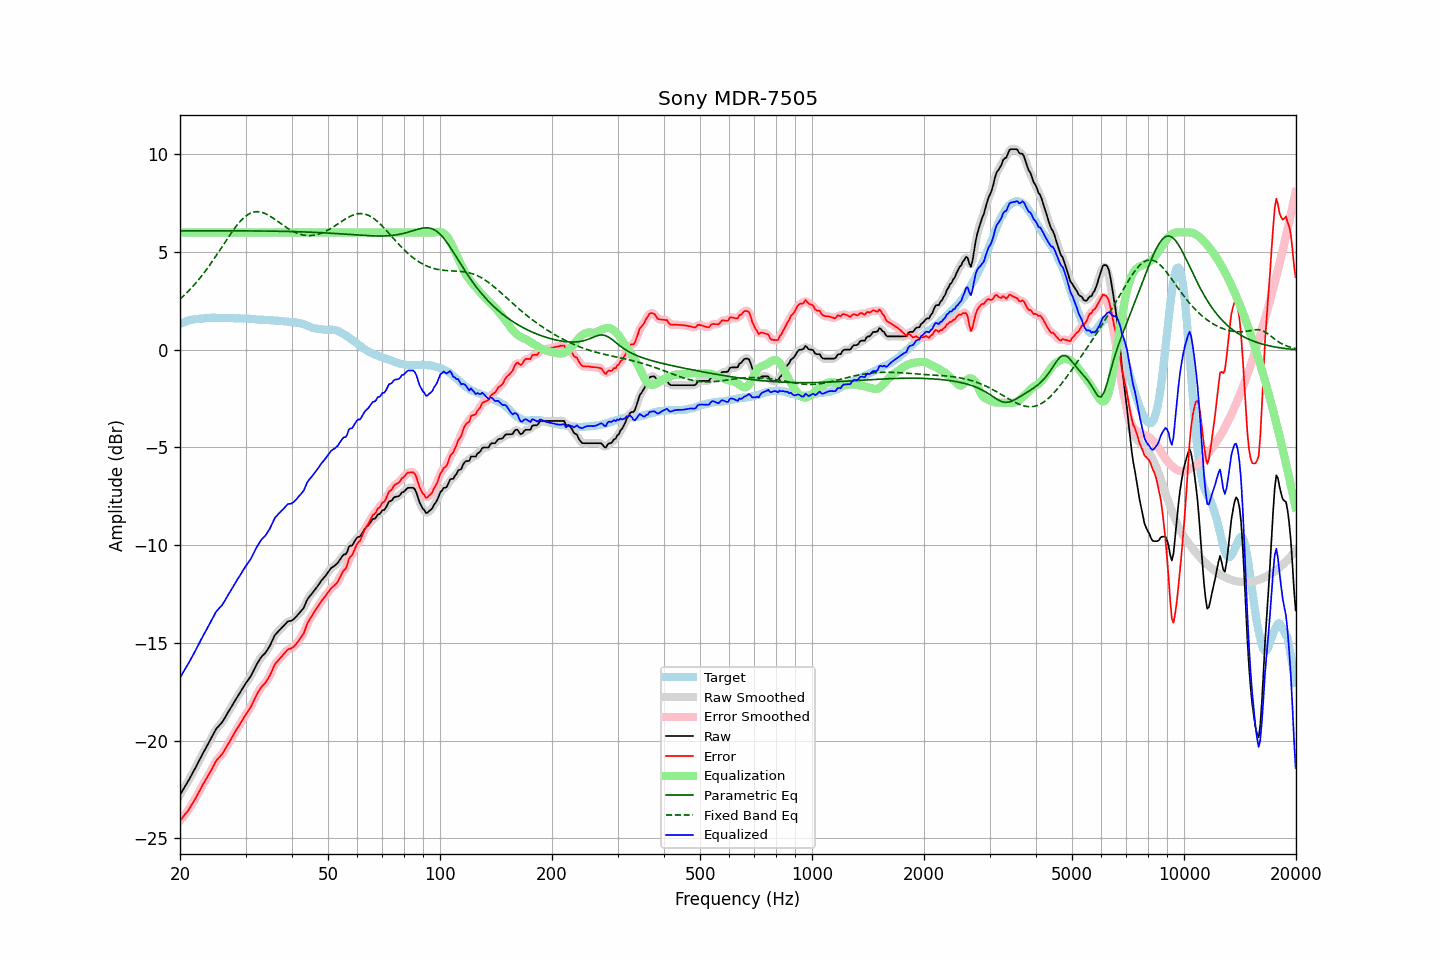 Sony MDR-7505
10
5
0
−5
−10
−15
−20
−25
Amplitude (dBr)
Target
Raw Smoothed
Error Smoothed
Raw
Error
Equalization
Parametric Eq
Fixed Band Eq
Equalized
20 50 100 200 500 1000 2000 5000 10000 20000
Frequency (Hz)